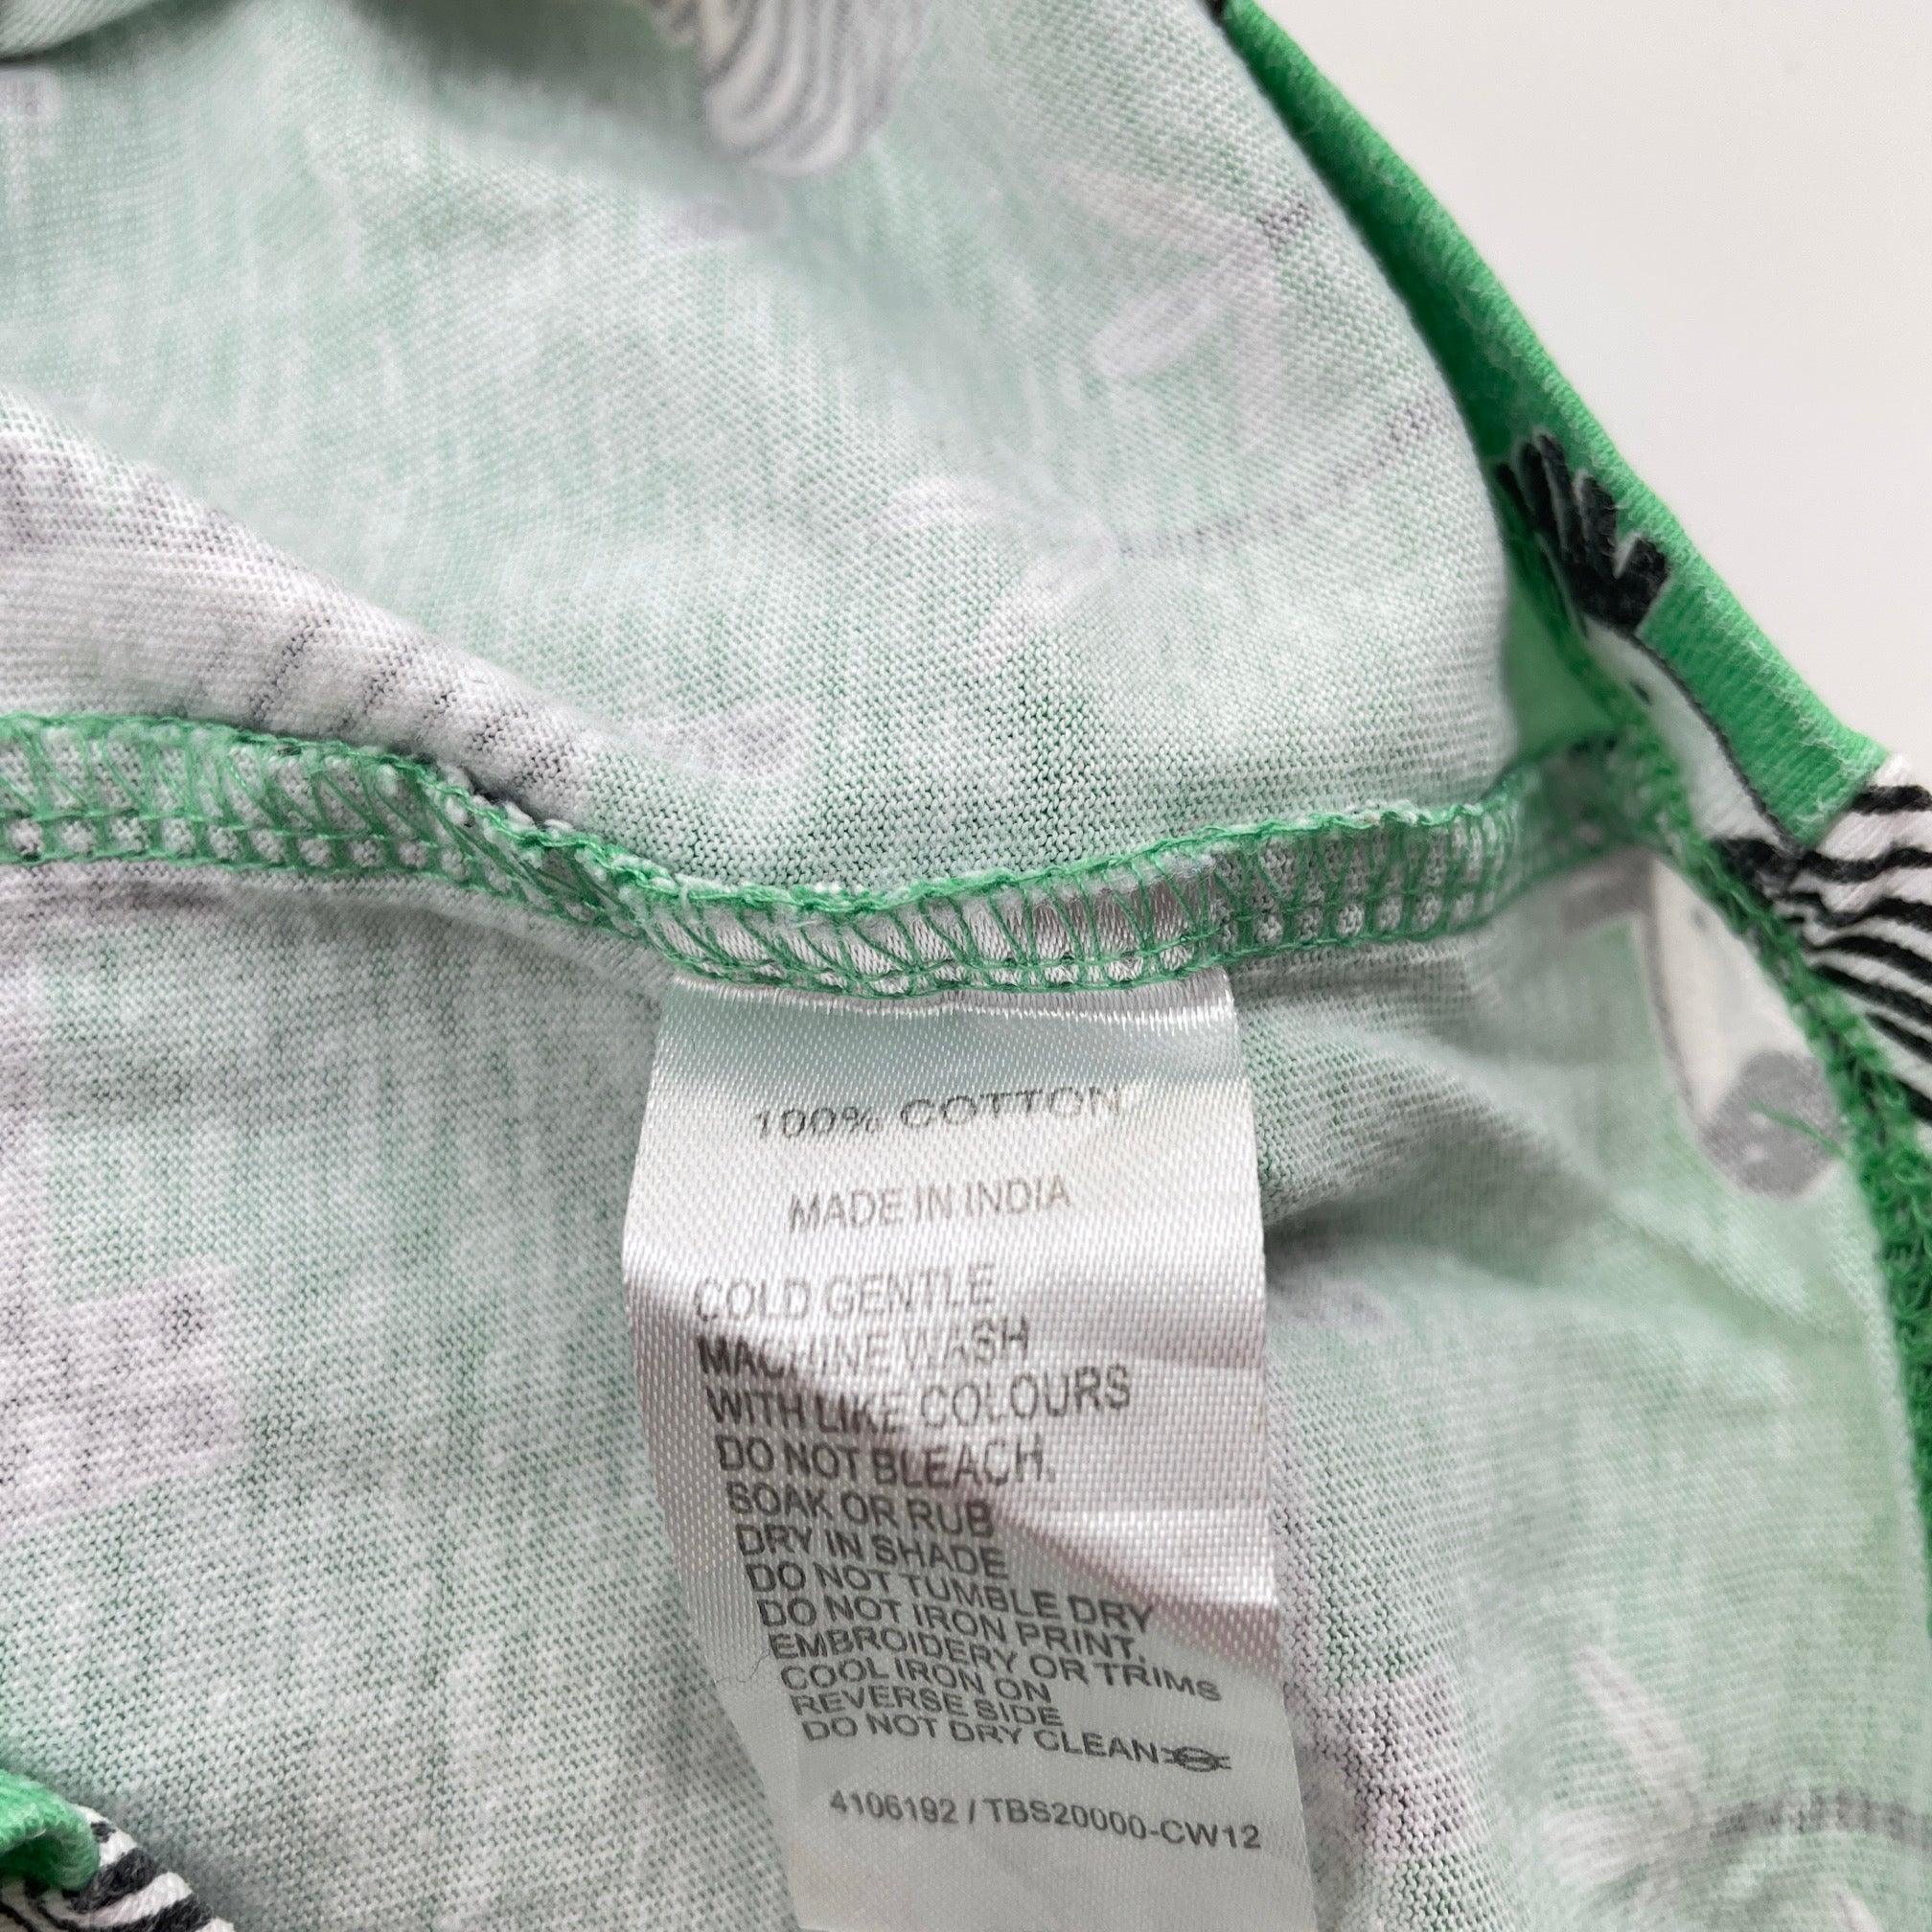 100% COTTON
MADE IN INDIA
COLD GENTLE
MACHINE WASH
WITH LIKE COLOURS
DO NOT BLEACH,
SOAK OR RUB
DRY IN SHADE
DO NOT TUMBLE DRY
DO NOT IRON PRINT,
EMBROIDERY OR TRIMS
COOL IRON ON
REVERSE SIDE
DO NOT DRY CLEAN
4106192 / TBS20000-CW12